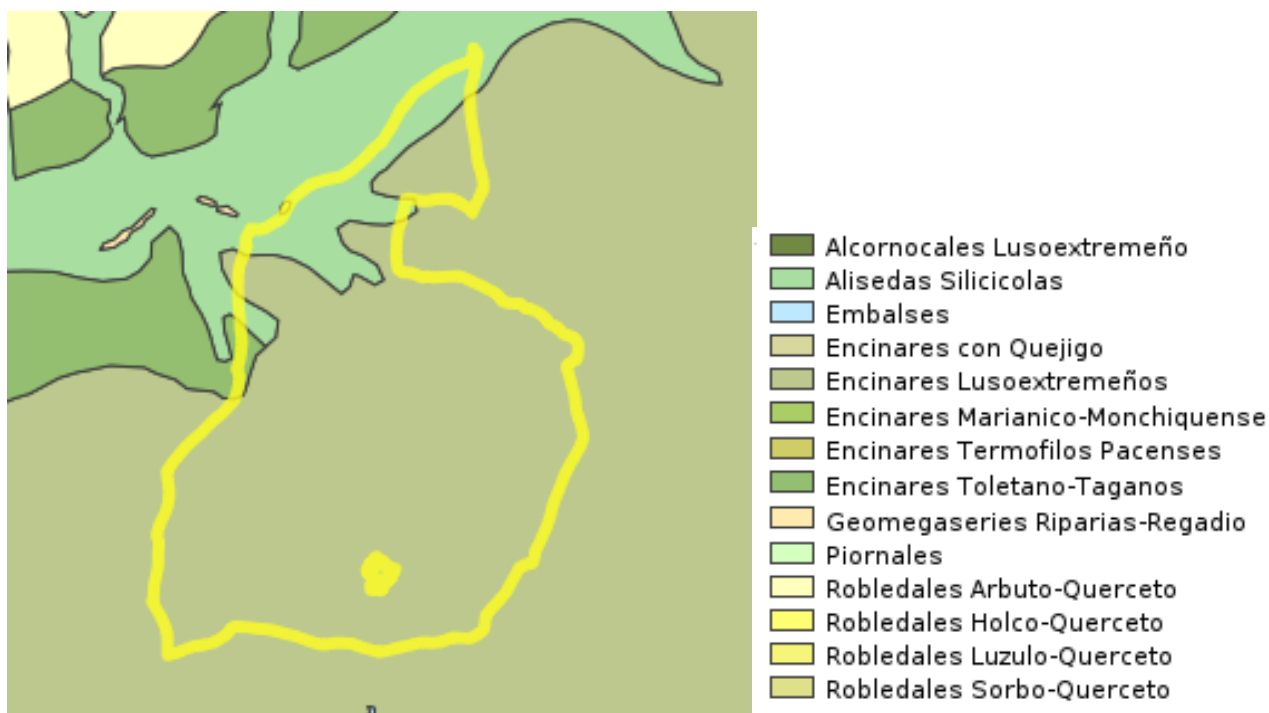 Alcornocales Lusoextremeño
Alisedas Silicicolas
Embalses
Encinares con Quejigo
Encinares Lusoextremeños
Encinares Marianico-Monchiquense
Encinares Termofilos Pacenses
Encinares Toletano-Taganos
Geomegaseries Riparias-Regadio
Piornales
Robledales Arbuto-Querceto
Robledales Holco-Querceto
Robledales Luzulo-Querceto
Robledales Sorbo-Querceto